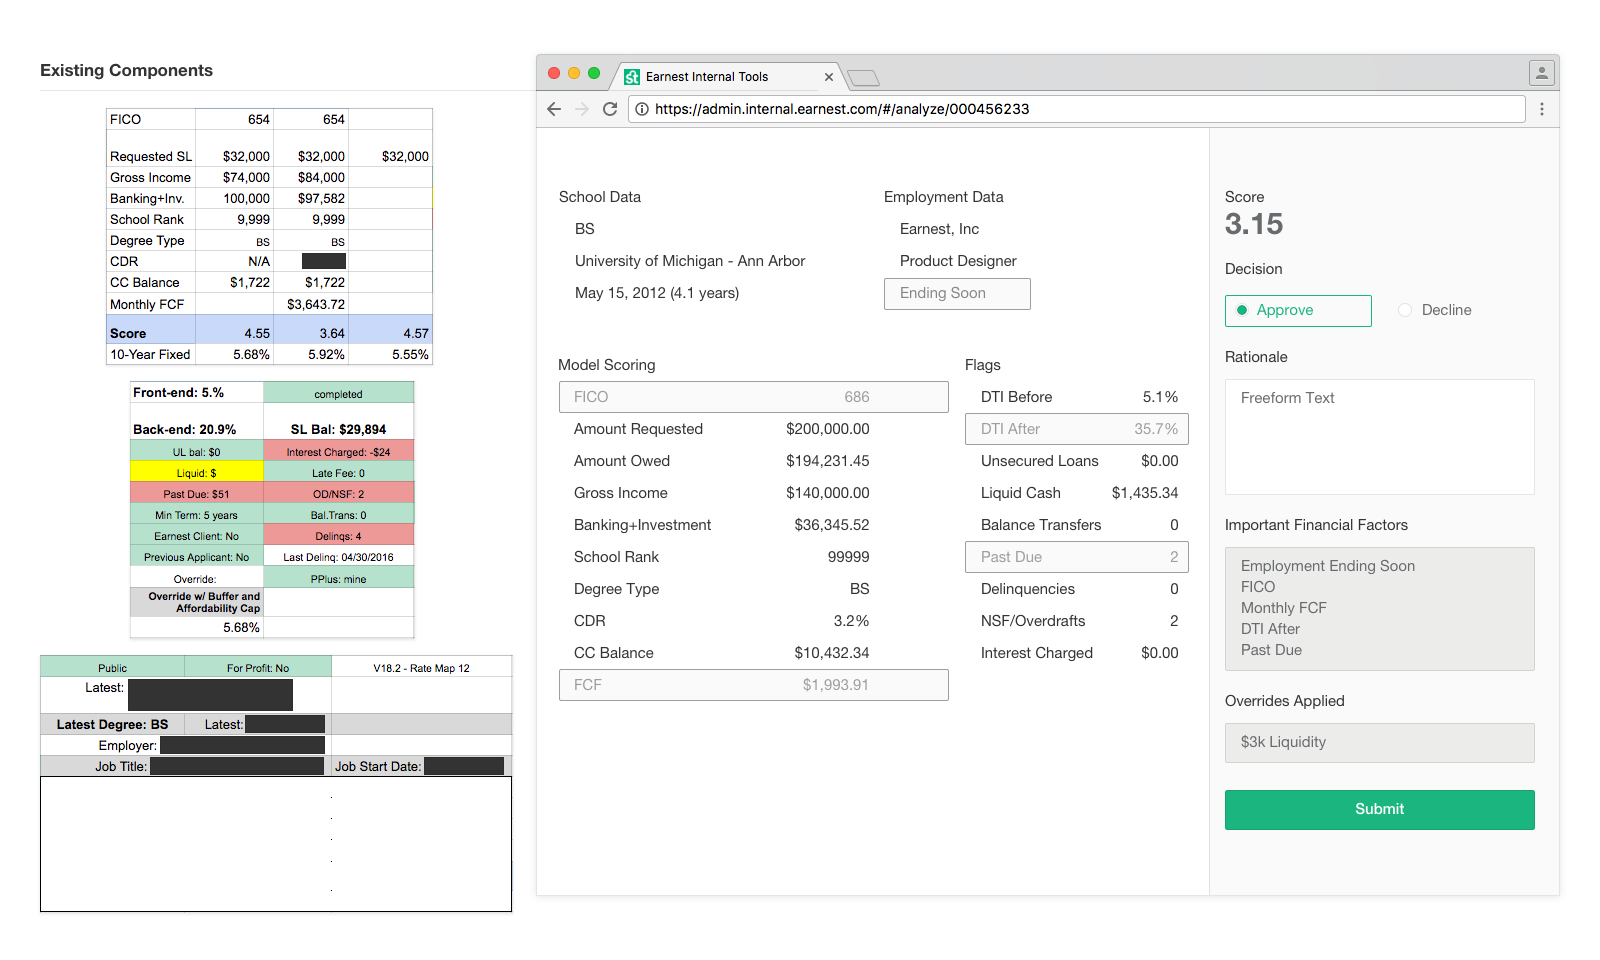 Existing Components
FICO 654 654
Requested SL $32,000 $32,000 $32,000
Gross Income $74,000 $84,000
Banking+Inv. 100,000 $97,582
School Rank 9,999 9,999
Degree Type BS BS
CDR N/A
CC Balance $1,722 $1,722
Monthly FCF $3,643.72
Score 4.55 3.64 4.57
10-Year Fixed 5.68% 5.92% 5.55%
Front-end: 5.% completed
Back-end: 20.9% SL Bal: $29,894
UL bal: $0 Interest Charged: -$24
Liquid: $ Late Fee: 0
Past Due: $51 OD/NSF: 2
Min Term: 5 years Bal.Trans: 0
Earnest Client: No Delinqs: 4
Previous Applicant: No Last Delinq: 04/30/2016
Override: PPlus: mine
Override w/ Buffer and
Affordability Cap
5.68%
Public For Profit: No V18.2 - Rate Map 12
Latest:
Latest Degree: BS Latest:
Employer:
Job Title: Job Start Date:
Earnest Internal Tools
https://admin.internal.earnest.com/#/analyze/000456233
School Data
BS
University of Michigan - Ann Arbor
May 15, 2012 (4.1 years)
Employment Data
Earnest, Inc
Product Designer
Ending Soon
Model Scoring
FICO 686
Amount Requested $200,000.00
Amount Owed $194,231.45
Gross Income $140,000.00
Banking+Investment $36,345.52
School Rank 99999
Degree Type BS
CDR 3.2%
CC Balance $10,432.34
FCF $1,993.91
Flags
DTI Before 5.1%
DTI After 35.7%
Unsecured Loans $0.00
Liquid Cash $1,435.34
Balance Transfers 0
Past Due 2
Delinquencies 0
NSF/Overdrafts 2
Interest Charged $0.00
Score
3.15
Decision
Approve Decline
Rationale
Freeform Text
Important Financial Factors
Employment Ending Soon
FICO
Monthly FCF
DTI After
Past Due
Overrides Applied
$3k Liquidity
Submit